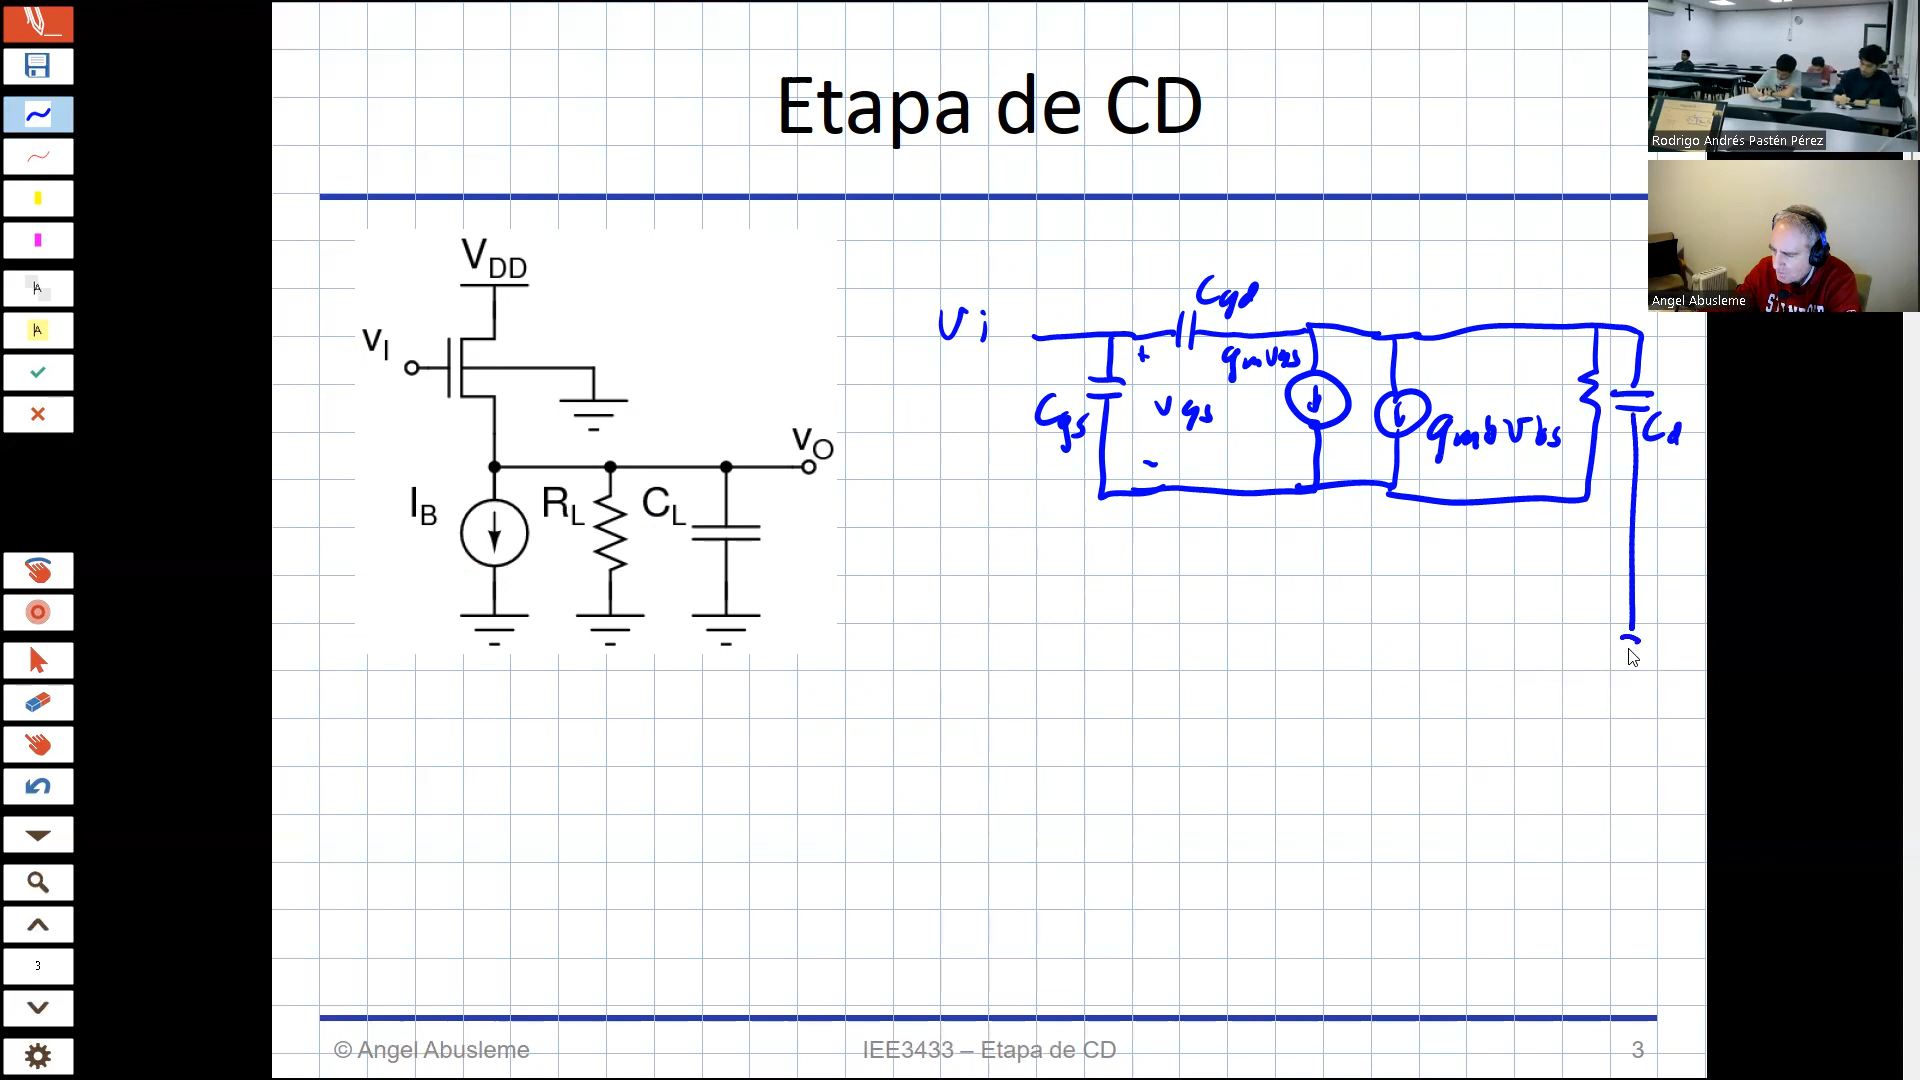 Etapa de CD
Rodrigo Andrés Pastén Pérez
Angel Abusleme
VDD
vI
vO
IB
RL
CL
vi
Cgd
+
gmvgs
Cgs
vgs
-
gmbvbs
Cd
3
© Angel Abusleme
IEE3433 – Etapa de CD
3